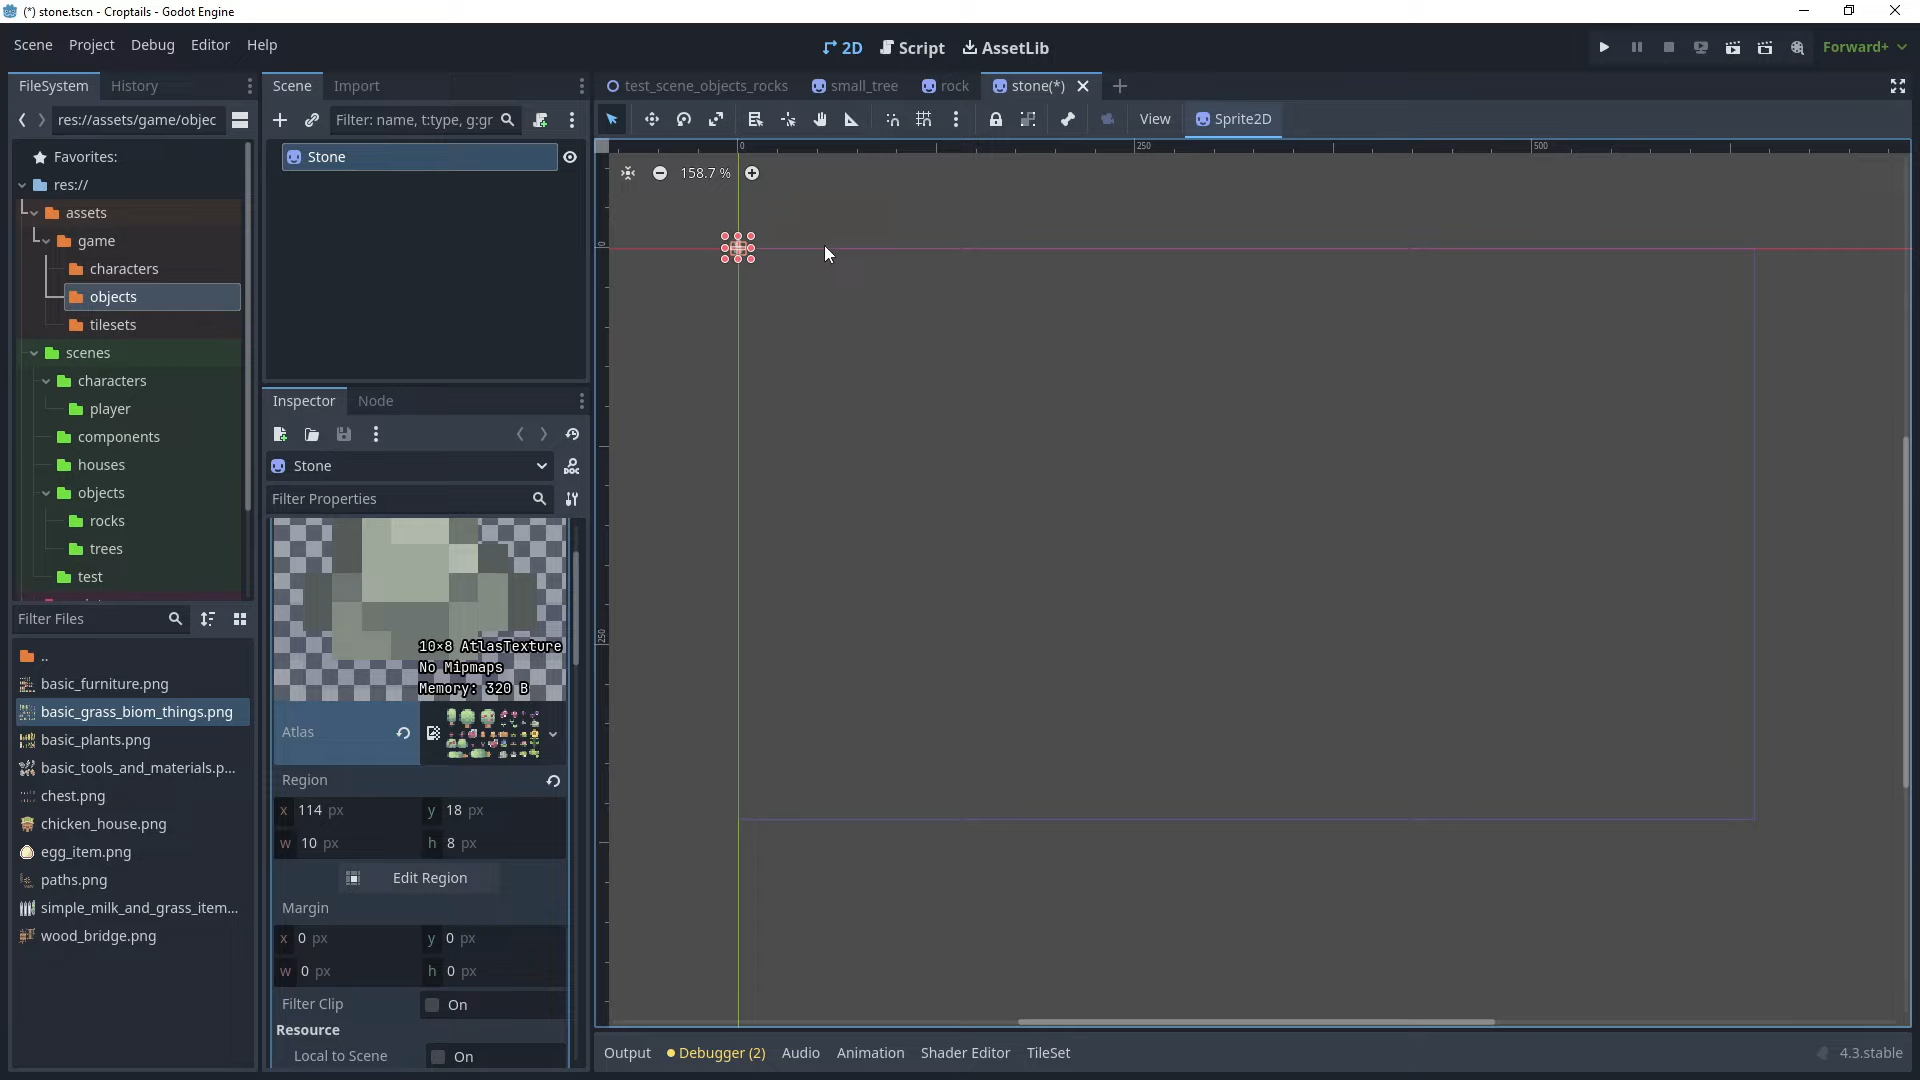 (*) stone.tscn - Croptails - Godot Engine
Scene Project Debug Editor Help
2D Script AssetLib
Forward+
FileSystem History
Scene Import
test_scene_objects_rocks small_tree rock stone(*)
res://assets/game/objec
Filter: name, t:type, g:gr
View Sprite2D
Favorites:
res://
assets
game
characters
objects
tilesets
scenes
characters
player
components
houses
objects
rocks
trees
test
Filter Files
..
basic_furniture.png
basic_grass_biom_things.png
basic_plants.png
basic_tools_and_materials.p...
chest.png
chicken_house.png
egg_item.png
paths.png
simple_milk_and_grass_item...
wood_bridge.png
Stone
Inspector Node
Stone
Filter Properties
10×8 AtlasTexture
No Mipmaps
Memory: 320 B
Atlas
Region
x 114 px y 18 px
w 10 px h 8 px
Edit Region
Margin
x 0 px y 0 px
w 0 px h 0 px
Filter Clip On
Resource
Local to Scene On
0 250 500
158.7 %
0
250
Output Debugger (2) Audio Animation Shader Editor TileSet
4.3.stable